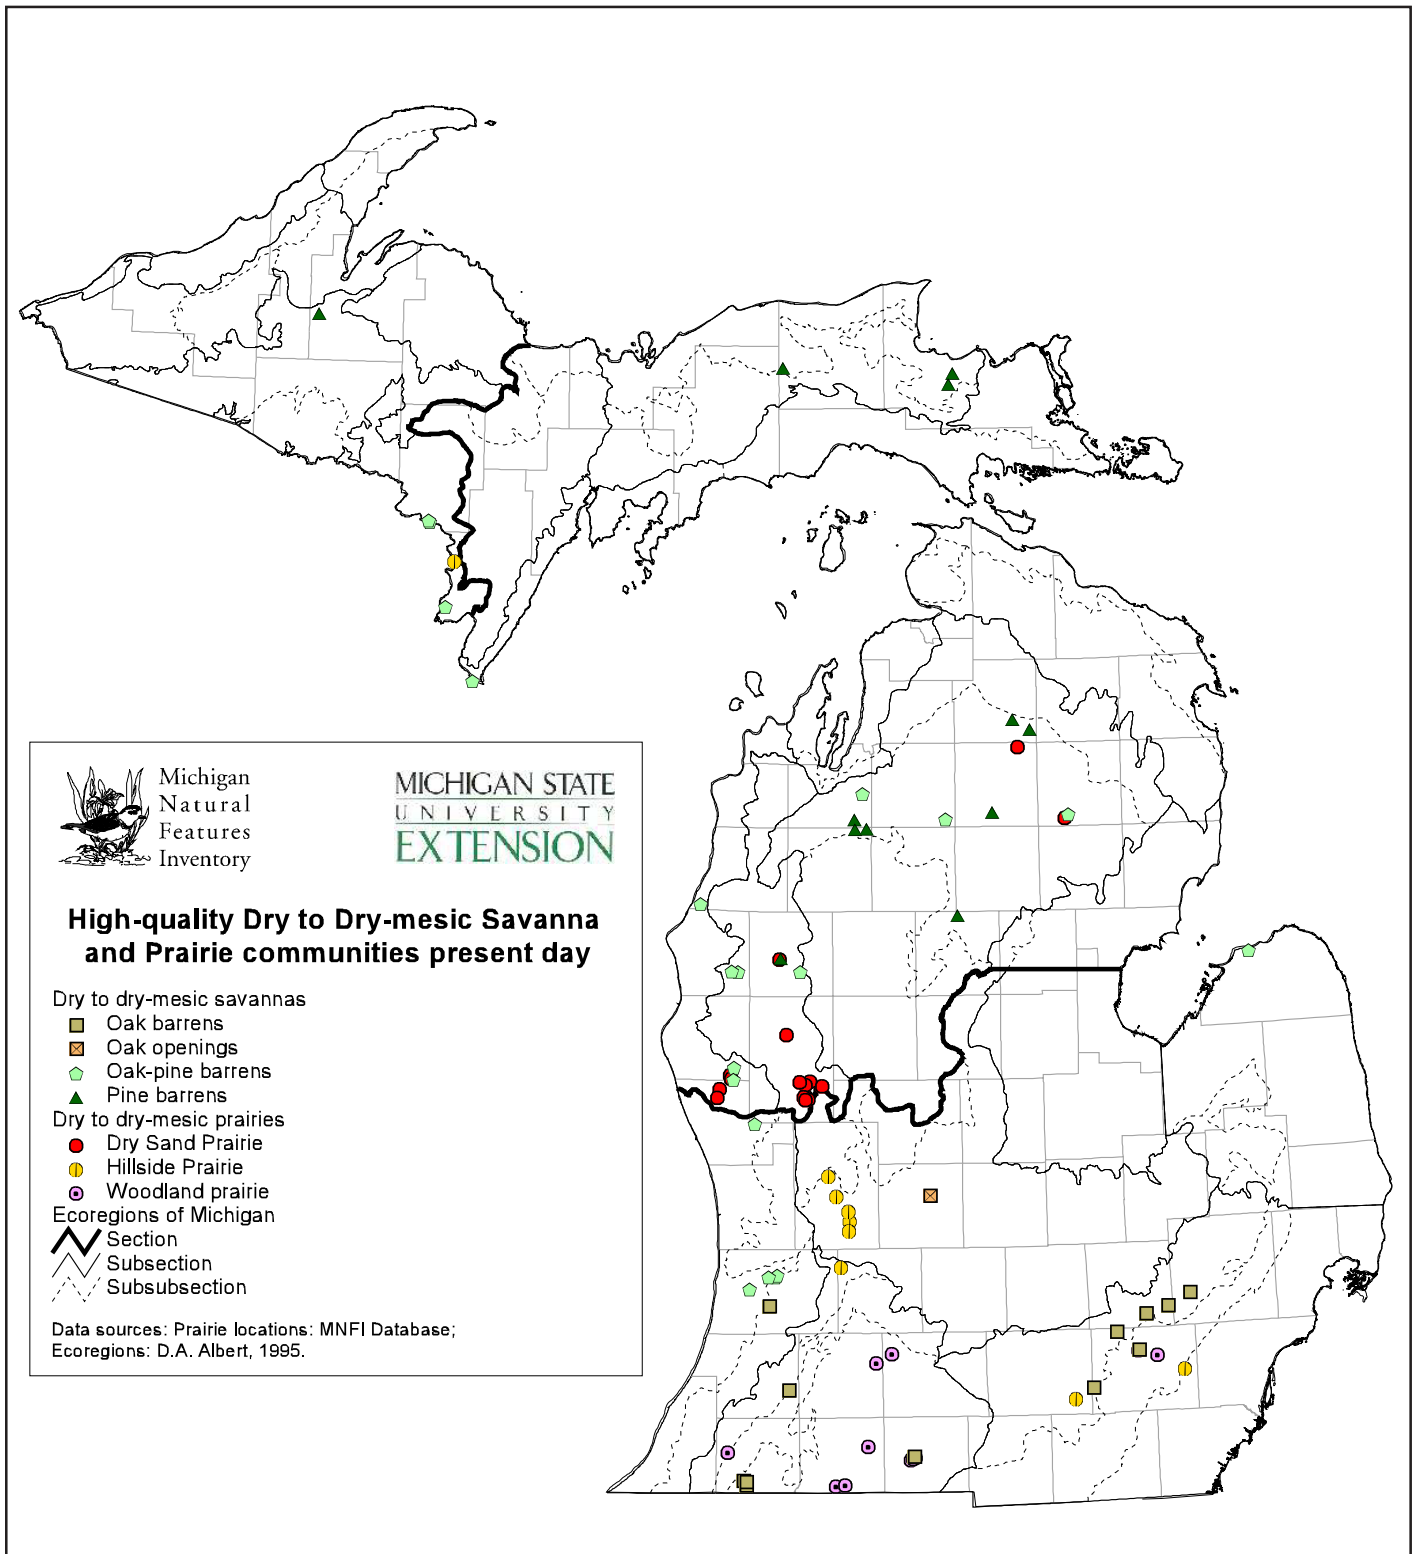 Michigan
Natural
Features
Inventory
MICHIGAN STATE
UNIVERSITY
EXTENSION
High-quality Dry to Dry-mesic Savanna
and Prairie communities present day
Dry to dry-mesic savannas
Oak barrens
Oak openings
Oak-pine barrens
Pine barrens
Dry to dry-mesic prairies
Dry Sand Prairie
Hillside Prairie
Woodland prairie
Ecoregions of Michigan
Section
Subsection
Subsubsection
Data sources: Prairie locations: MNFI Database;
Ecoregions: D.A. Albert, 1995.